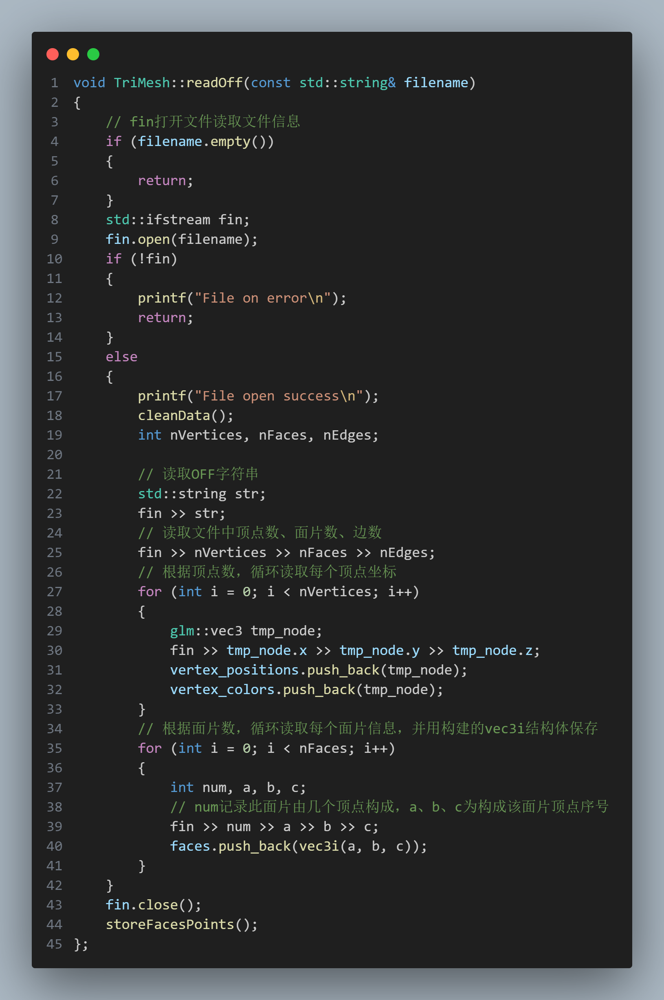 1 void TriMesh::readOff(const std::string& filename)
2 {
3     // fin打开文件读取文件信息
4     if (filename.empty())
5     {
6         return;
7     }
8     std::ifstream fin;
9     fin.open(filename);
10     if (!fin)
11     {
12         printf("File on error\n");
13         return;
14     }
15     else
16     {
17         printf("File open success\n");
18         cleanData();
19         int nVertices, nFaces, nEdges;
20
21         // 读取OFF字符串
22         std::string str;
23         fin >> str;
24         // 读取文件中顶点数、面片数、边数
25         fin >> nVertices >> nFaces >> nEdges;
26         // 根据顶点数，循环读取每个顶点坐标
27         for (int i = 0; i < nVertices; i++)
28         {
29             glm::vec3 tmp_node;
30             fin >> tmp_node.x >> tmp_node.y >> tmp_node.z;
31             vertex_positions.push_back(tmp_node);
32             vertex_colors.push_back(tmp_node);
33         }
34         // 根据面片数，循环读取每个面片信息，并用构建的vec3i结构体保存
35         for (int i = 0; i < nFaces; i++)
36         {
37             int num, a, b, c;
38             // num记录此面片由几个顶点构成，a、b、c为构成该面片顶点序号
39             fin >> num >> a >> b >> c;
40             faces.push_back(vec3i(a, b, c));
41         }
42     }
43     fin.close();
44     storeFacesPoints();
45 };